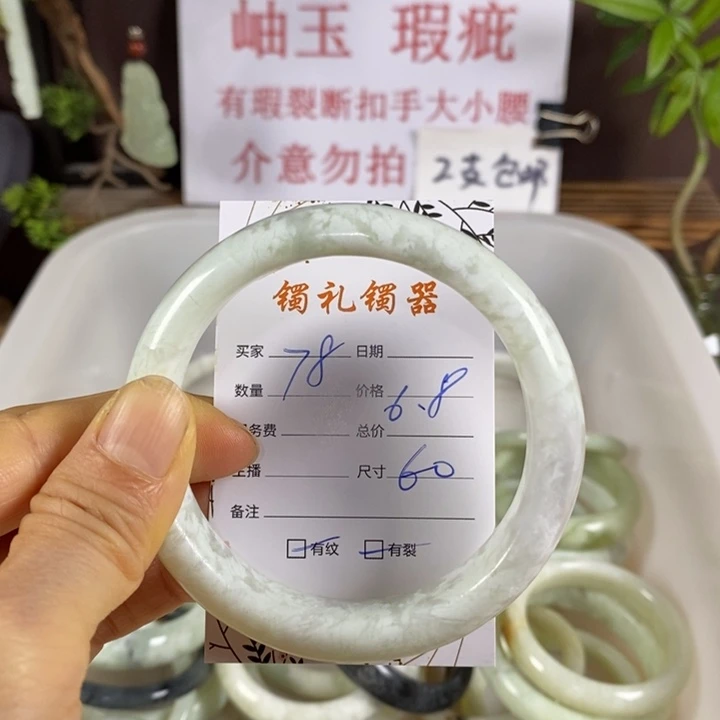 岫玉 瑕疵
有瑕裂断扣手大小腰
介意勿拍
2支包邮
镯礼镯器
买家 78 日期
数量 价格 6.8
务费 总价
主播 尺寸 60
备注
有纹 有裂